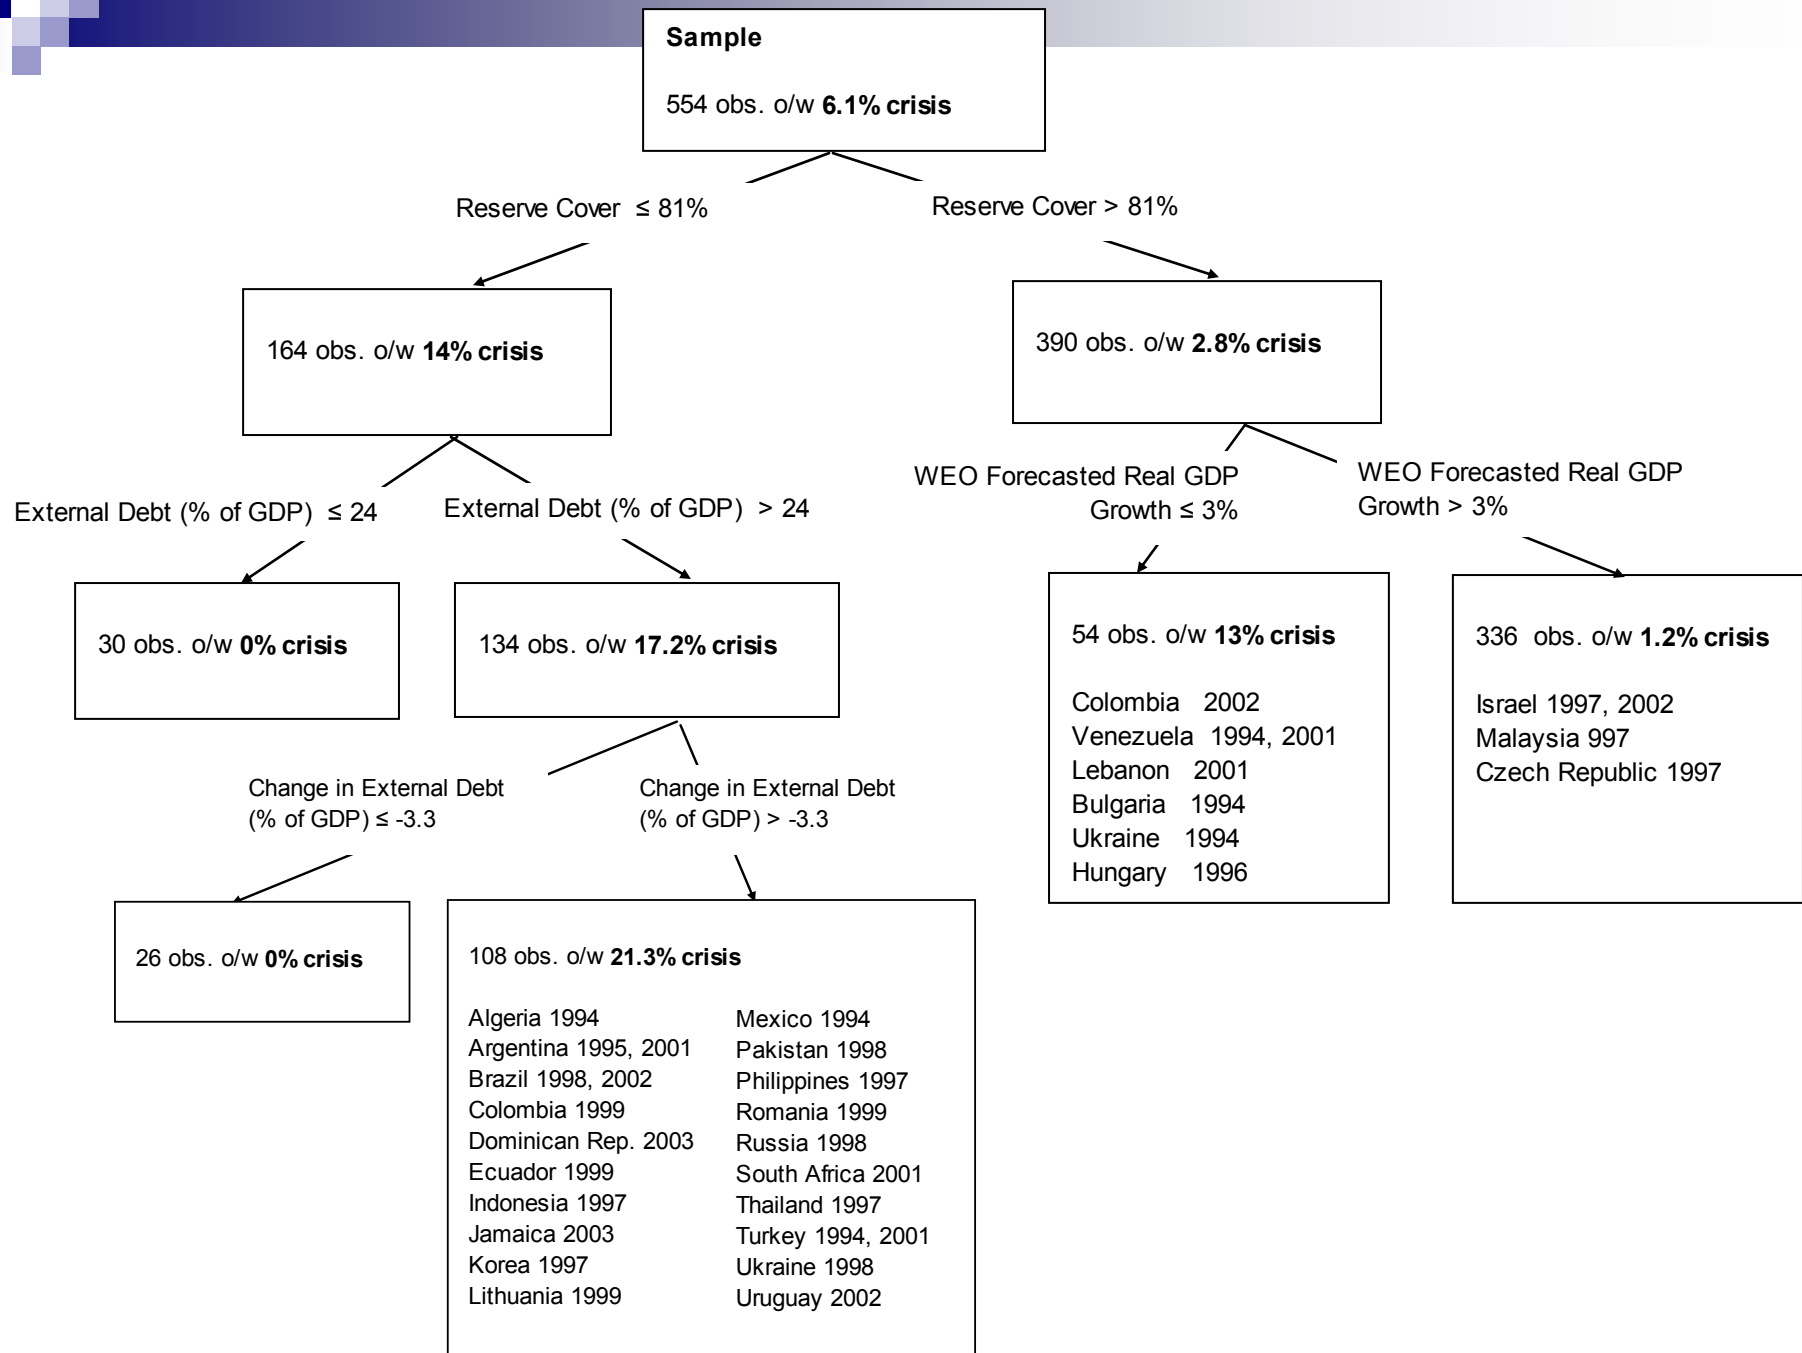 Sample
554 obs. o/w 6.1% crisis
Reserve Cover ≤ 81%
Reserve Cover > 81%
164 obs. o/w 14% crisis
390 obs. o/w 2.8% crisis
External Debt (% of GDP) ≤ 24
External Debt (% of GDP) > 24
WEO Forecasted Real GDP
Growth ≤ 3%
WEO Forecasted Real GDP
Growth > 3%
30 obs. o/w 0% crisis
134 obs. o/w 17.2% crisis
54 obs. o/w 13% crisis
Colombia 2002
Venezuela 1994, 2001
Lebanon 2001
Bulgaria 1994
Ukraine 1994
Hungary 1996
336 obs. o/w 1.2% crisis
Israel 1997, 2002
Malaysia 997
Czech Republic 1997
Change in External Debt
(% of GDP) ≤ -3.3
Change in External Debt
(% of GDP) > -3.3
26 obs. o/w 0% crisis
108 obs. o/w 21.3% crisis
Algeria 1994
Argentina 1995, 2001
Brazil 1998, 2002
Colombia 1999
Dominican Rep. 2003
Ecuador 1999
Indonesia 1997
Jamaica 2003
Korea 1997
Lithuania 1999
Mexico 1994
Pakistan 1998
Philippines 1997
Romania 1999
Russia 1998
South Africa 2001
Thailand 1997
Turkey 1994, 2001
Ukraine 1998
Uruguay 2002